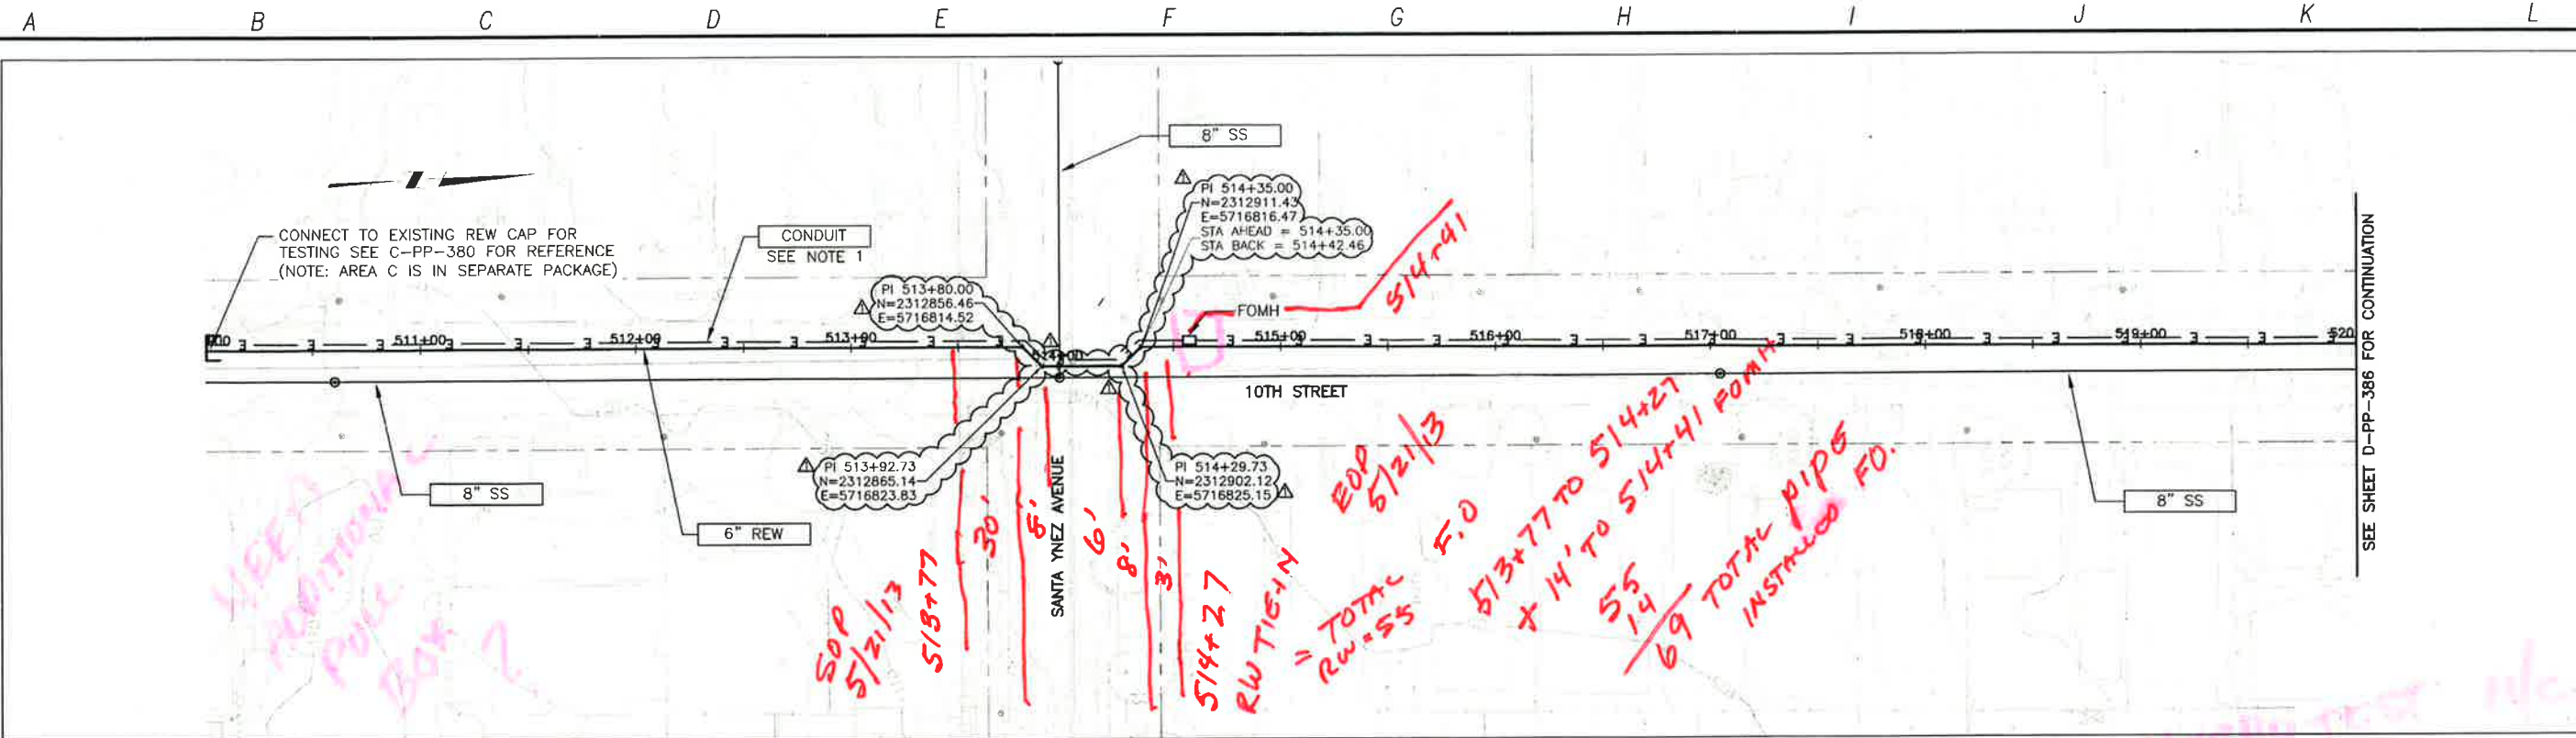 A B C D E F G H I J K L
8" SS
CONNECT TO EXISTING REW CAP FOR
TESTING SEE C-PP-380 FOR REFERENCE
(NOTE: AREA C IS IN SEPARATE PACKAGE)
CONDUIT
SEE NOTE 1
PI 513+80.00
N=2312856.46
E=5716814.52
PI 514+35.00
N=2312911.43
E=5716816.47
STA AHEAD = 514+35.00
STA BACK = 514+42.46
FOMH
514+41
511+00 512+00 513+00 515+00 516+00 517+00 518+00 519+00 520
10TH STREET
PI 513+92.73
N=2312865.14
E=5716823.83
PI 514+29.73
N=2312902.12
E=5716825.15
8" SS
6" REW
8" SS
SANTA YNEZ AVENUE
SEE SHEET D-PP-386 FOR CONTINUATION
SOP
5/21/13
513+77
30'
8'
6'
8'
3'
514+27
RW TIE-IN
EOP
5/21/13
= TOTAL
RW=55
F.O
513+77 TO 514+27
+ 14' TO 514+41 FOMH
55
14
69 TOTAL PIPE
INSTALLED FO.
ADDITIONAL
PULL
BOX ?
TEST